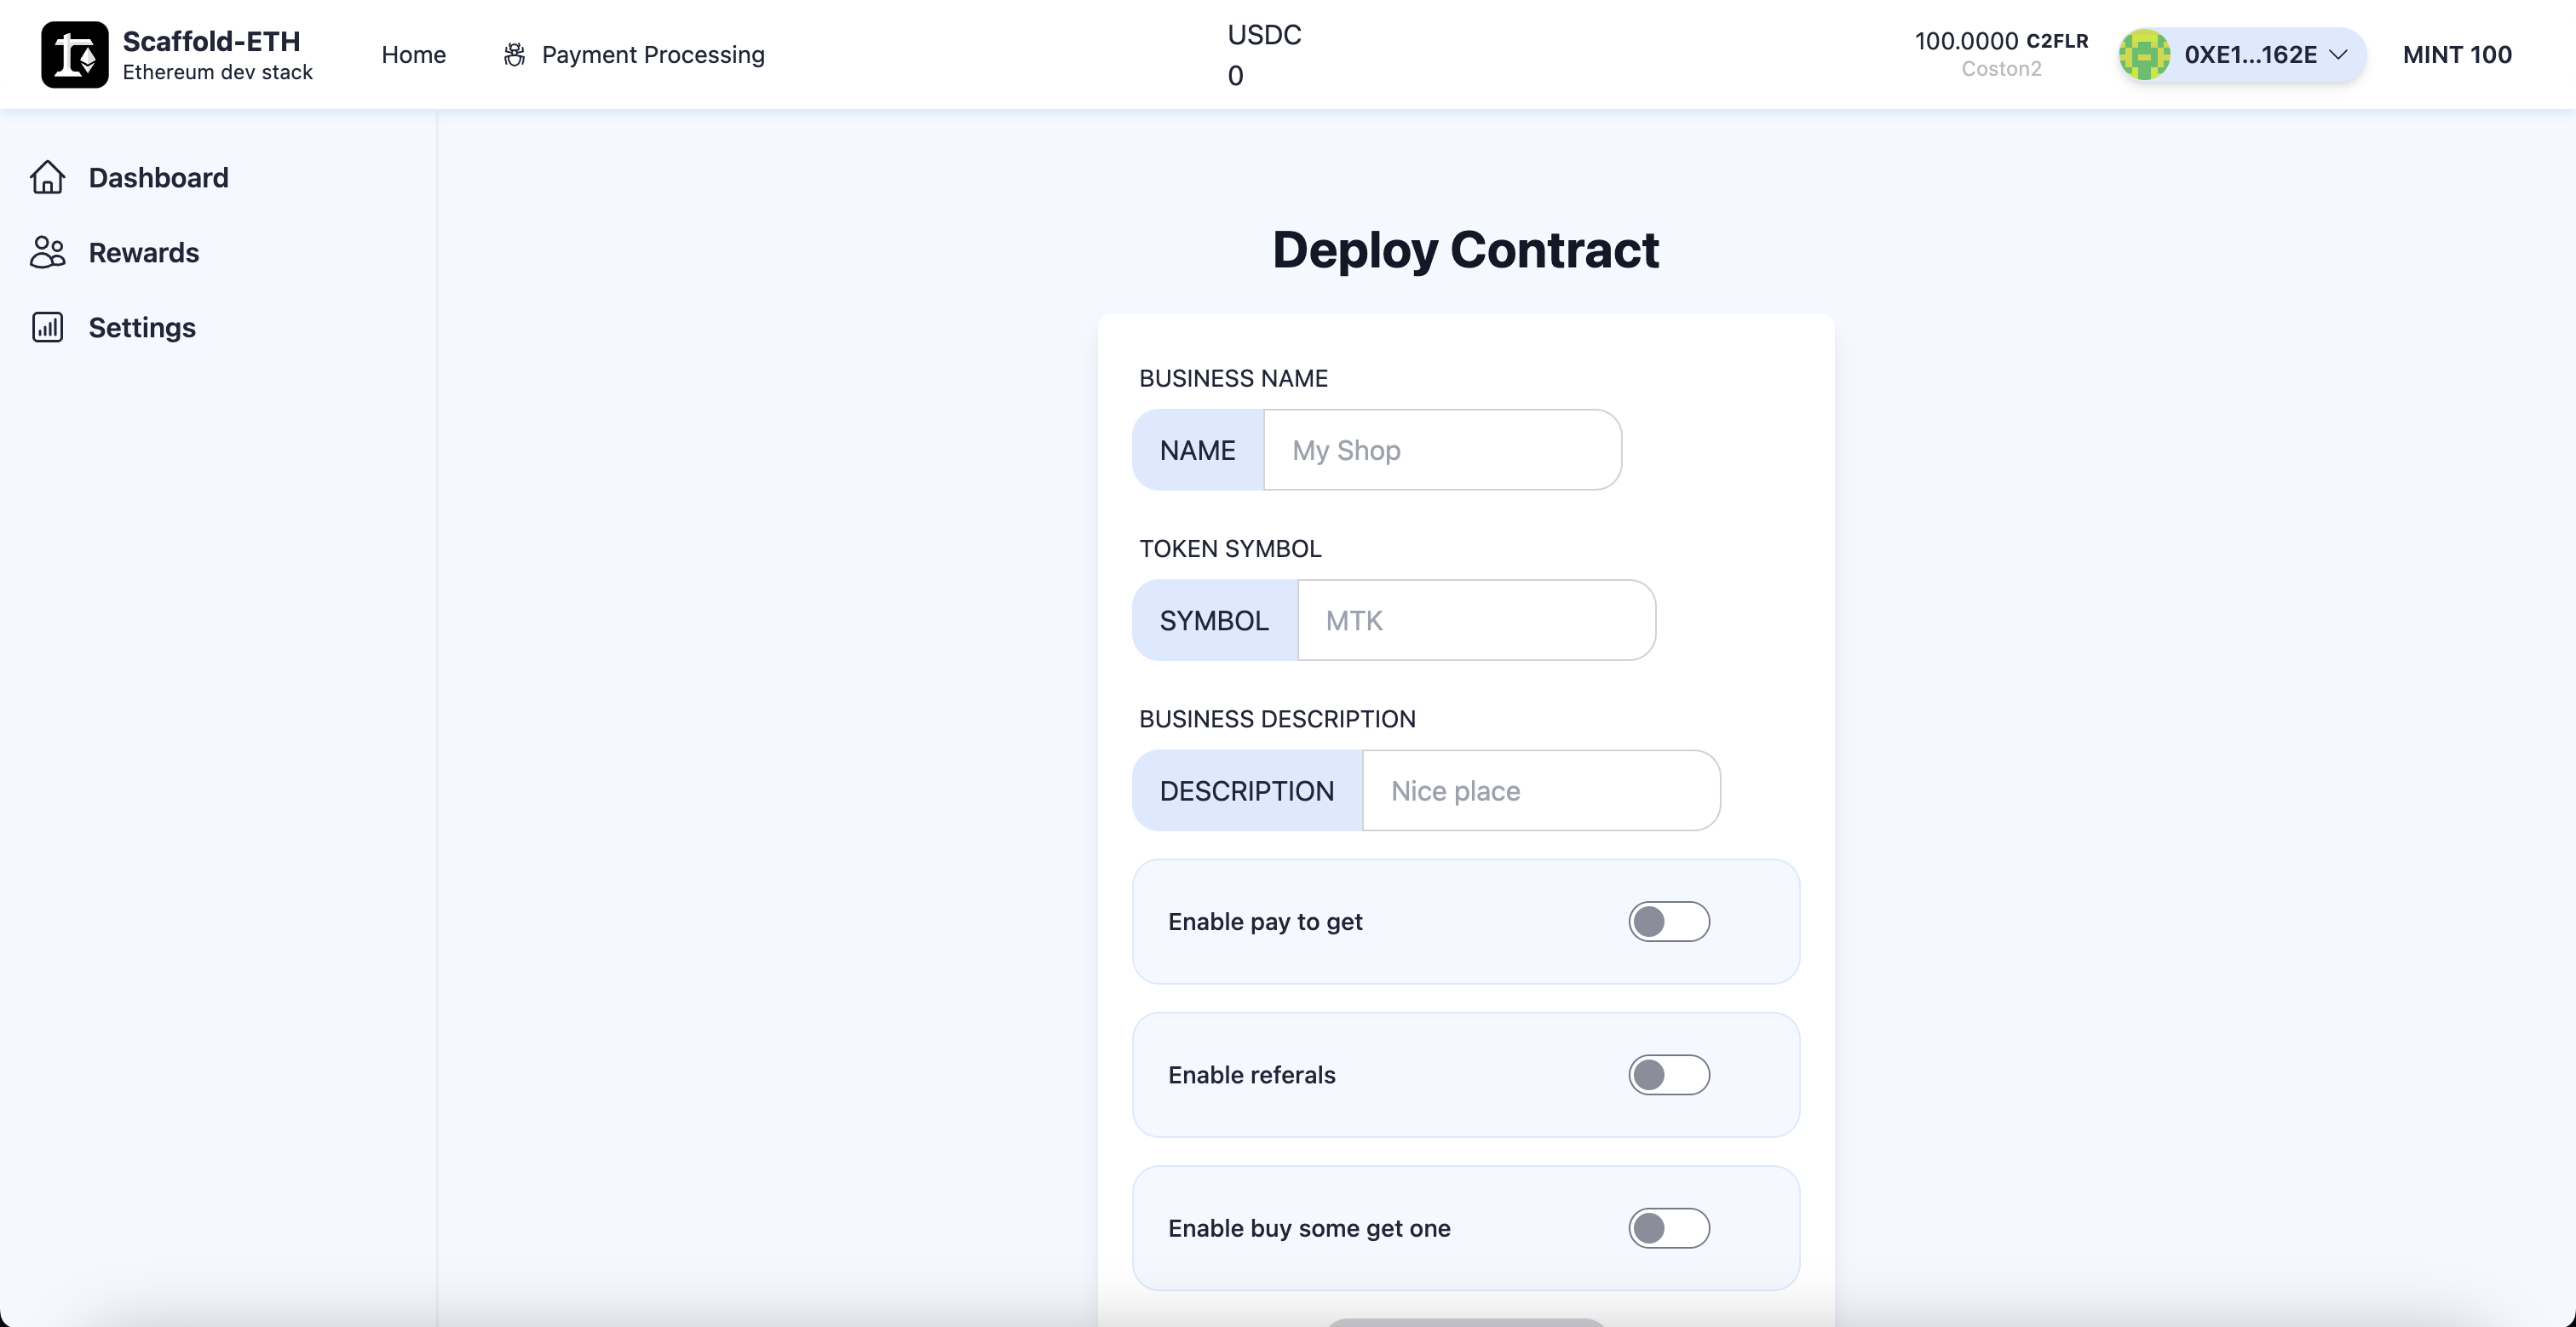 Scaffold-ETH
Ethereum dev stack
Home
Payment Processing
USDC
0
100.0000 C2FLR
Coston2
0XE1...162E
MINT 100
Dashboard
Rewards
Settings
Deploy Contract
BUSINESS NAME
NAME My Shop
TOKEN SYMBOL
SYMBOL MTK
BUSINESS DESCRIPTION
DESCRIPTION Nice place
Enable pay to get
Enable referals
Enable buy some get one